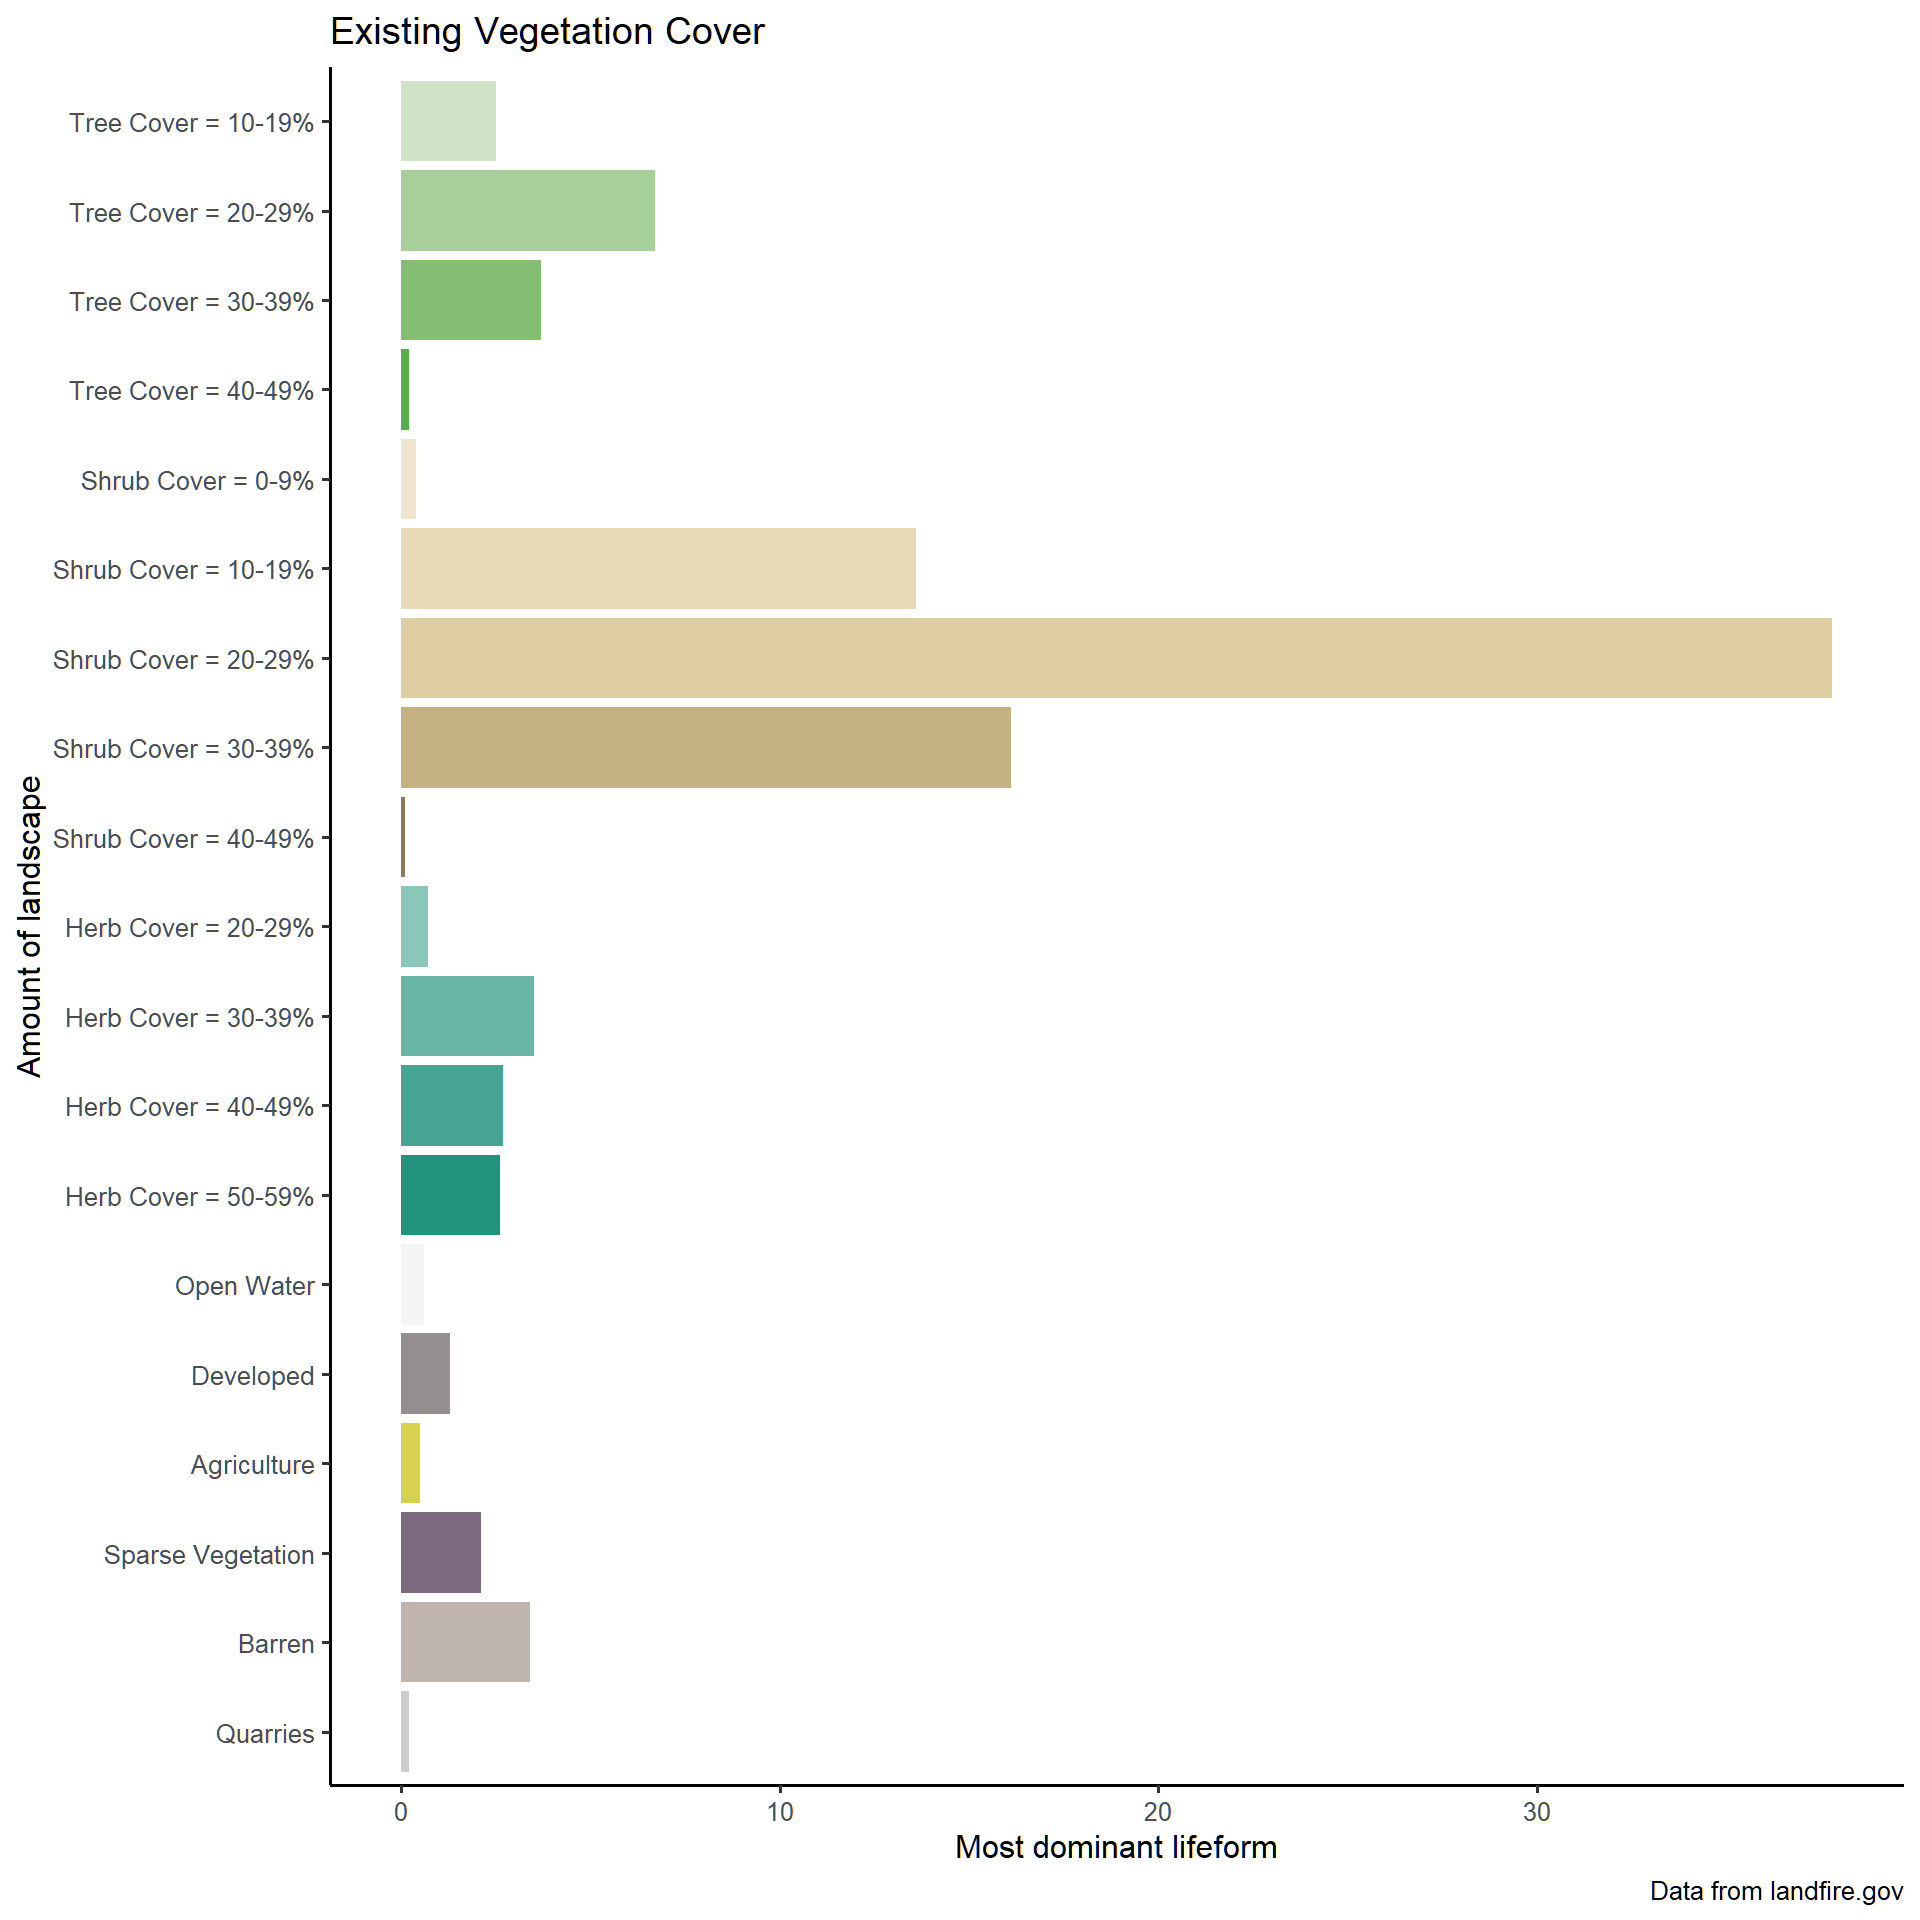 Existing Vegetation Cover
Tree Cover = 10-19%
Tree Cover = 20-29%
Tree Cover = 30-39%
Tree Cover = 40-49%
Shrub Cover = 0-9%
Shrub Cover = 10-19%
Shrub Cover = 20-29%
Shrub Cover = 30-39%
Shrub Cover = 40-49%
Herb Cover = 20-29%
Herb Cover = 30-39%
Herb Cover = 40-49%
Herb Cover = 50-59%
Open Water
Developed
Agriculture
Sparse Vegetation
Barren
Quarries
Amount of landscape
0 10 20 30
Most dominant lifeform
Data from landfire.gov